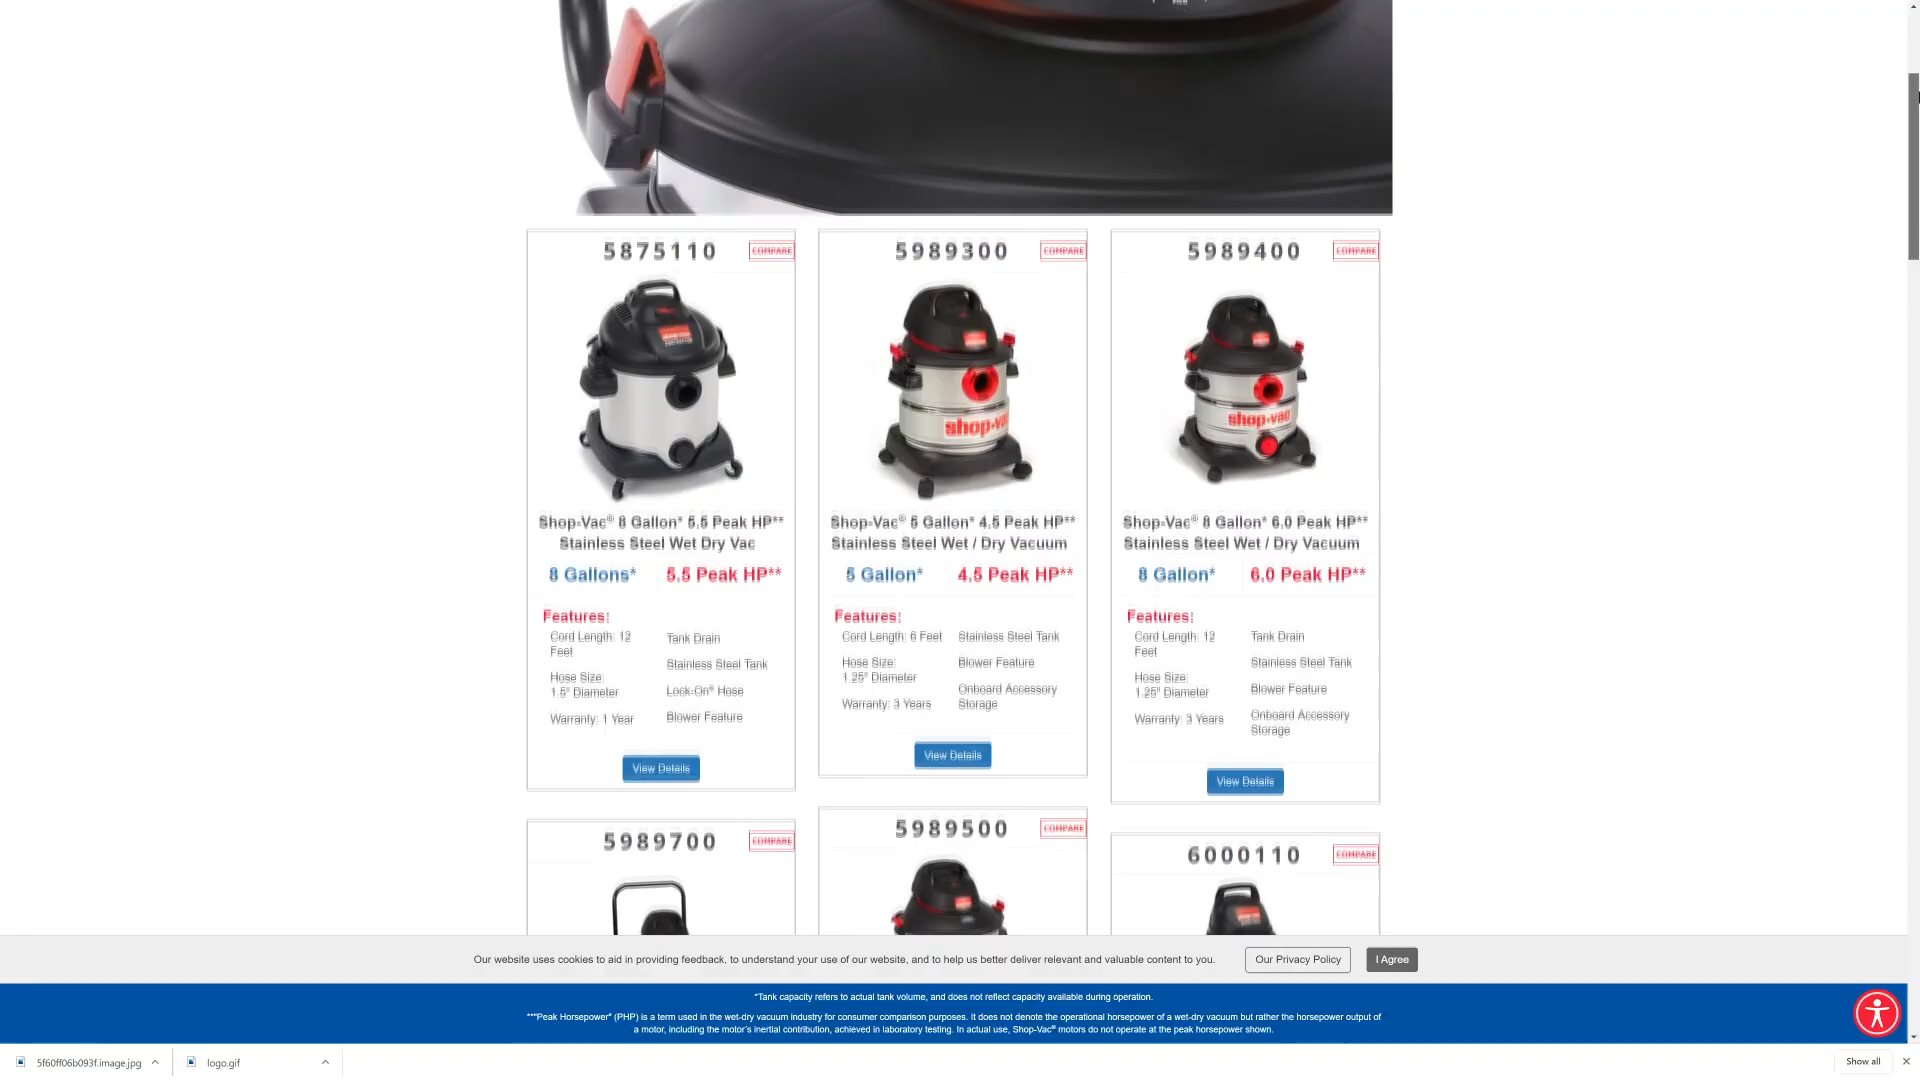 5875110
COMPARE
Shop-Vac® 8 Gallon* 5.5 Peak HP**
Stainless Steel Wet Dry Vac
8 Gallons*
5.5 Peak HP**
Features:
Cord Length: 12
Feet
Hose Size:
1.5" Diameter
Warranty: 1 Year
Tank Drain
Stainless Steel Tank
Lock-On® Hose
Blower Feature
View Details
5989300
COMPARE
shop-vac
Shop-Vac® 5 Gallon* 4.5 Peak HP**
Stainless Steel Wet / Dry Vacuum
5 Gallon*
4.5 Peak HP**
Features:
Cord Length: 6 Feet
Hose Size:
1.25" Diameter
Warranty: 3 Years
Stainless Steel Tank
Blower Feature
Onboard Accessory
Storage
View Details
5989400
COMPARE
shop-vac
Shop-Vac® 8 Gallon* 6.0 Peak HP**
Stainless Steel Wet / Dry Vacuum
8 Gallon*
6.0 Peak HP**
Features:
Cord Length: 12
Feet
Hose Size:
1.25" Diameter
Warranty: 3 Years
Tank Drain
Stainless Steel Tank
Blower Feature
Onboard Accessory
Storage
View Details
5989700
COMPARE
5989500
COMPARE
6000110
COMPARE
Our website uses cookies to aid in providing feedback, to understand your use of our website, and to help us better deliver relevant and valuable content to you.
Our Privacy Policy
I Agree
*Tank capacity refers to actual tank volume, and does not reflect capacity available during operation.
**"Peak Horsepower" (PHP) is a term used in the wet-dry vacuum industry for consumer comparison purposes. It does not denote the operational horsepower of a wet-dry vacuum but rather the horsepower output of
a motor, including the motor's inertial contribution, achieved in laboratory testing. In actual use, Shop-Vac® motors do not operate at the peak horsepower shown.
5f60ff06b093f.image.jpg
logo.gif
Show all